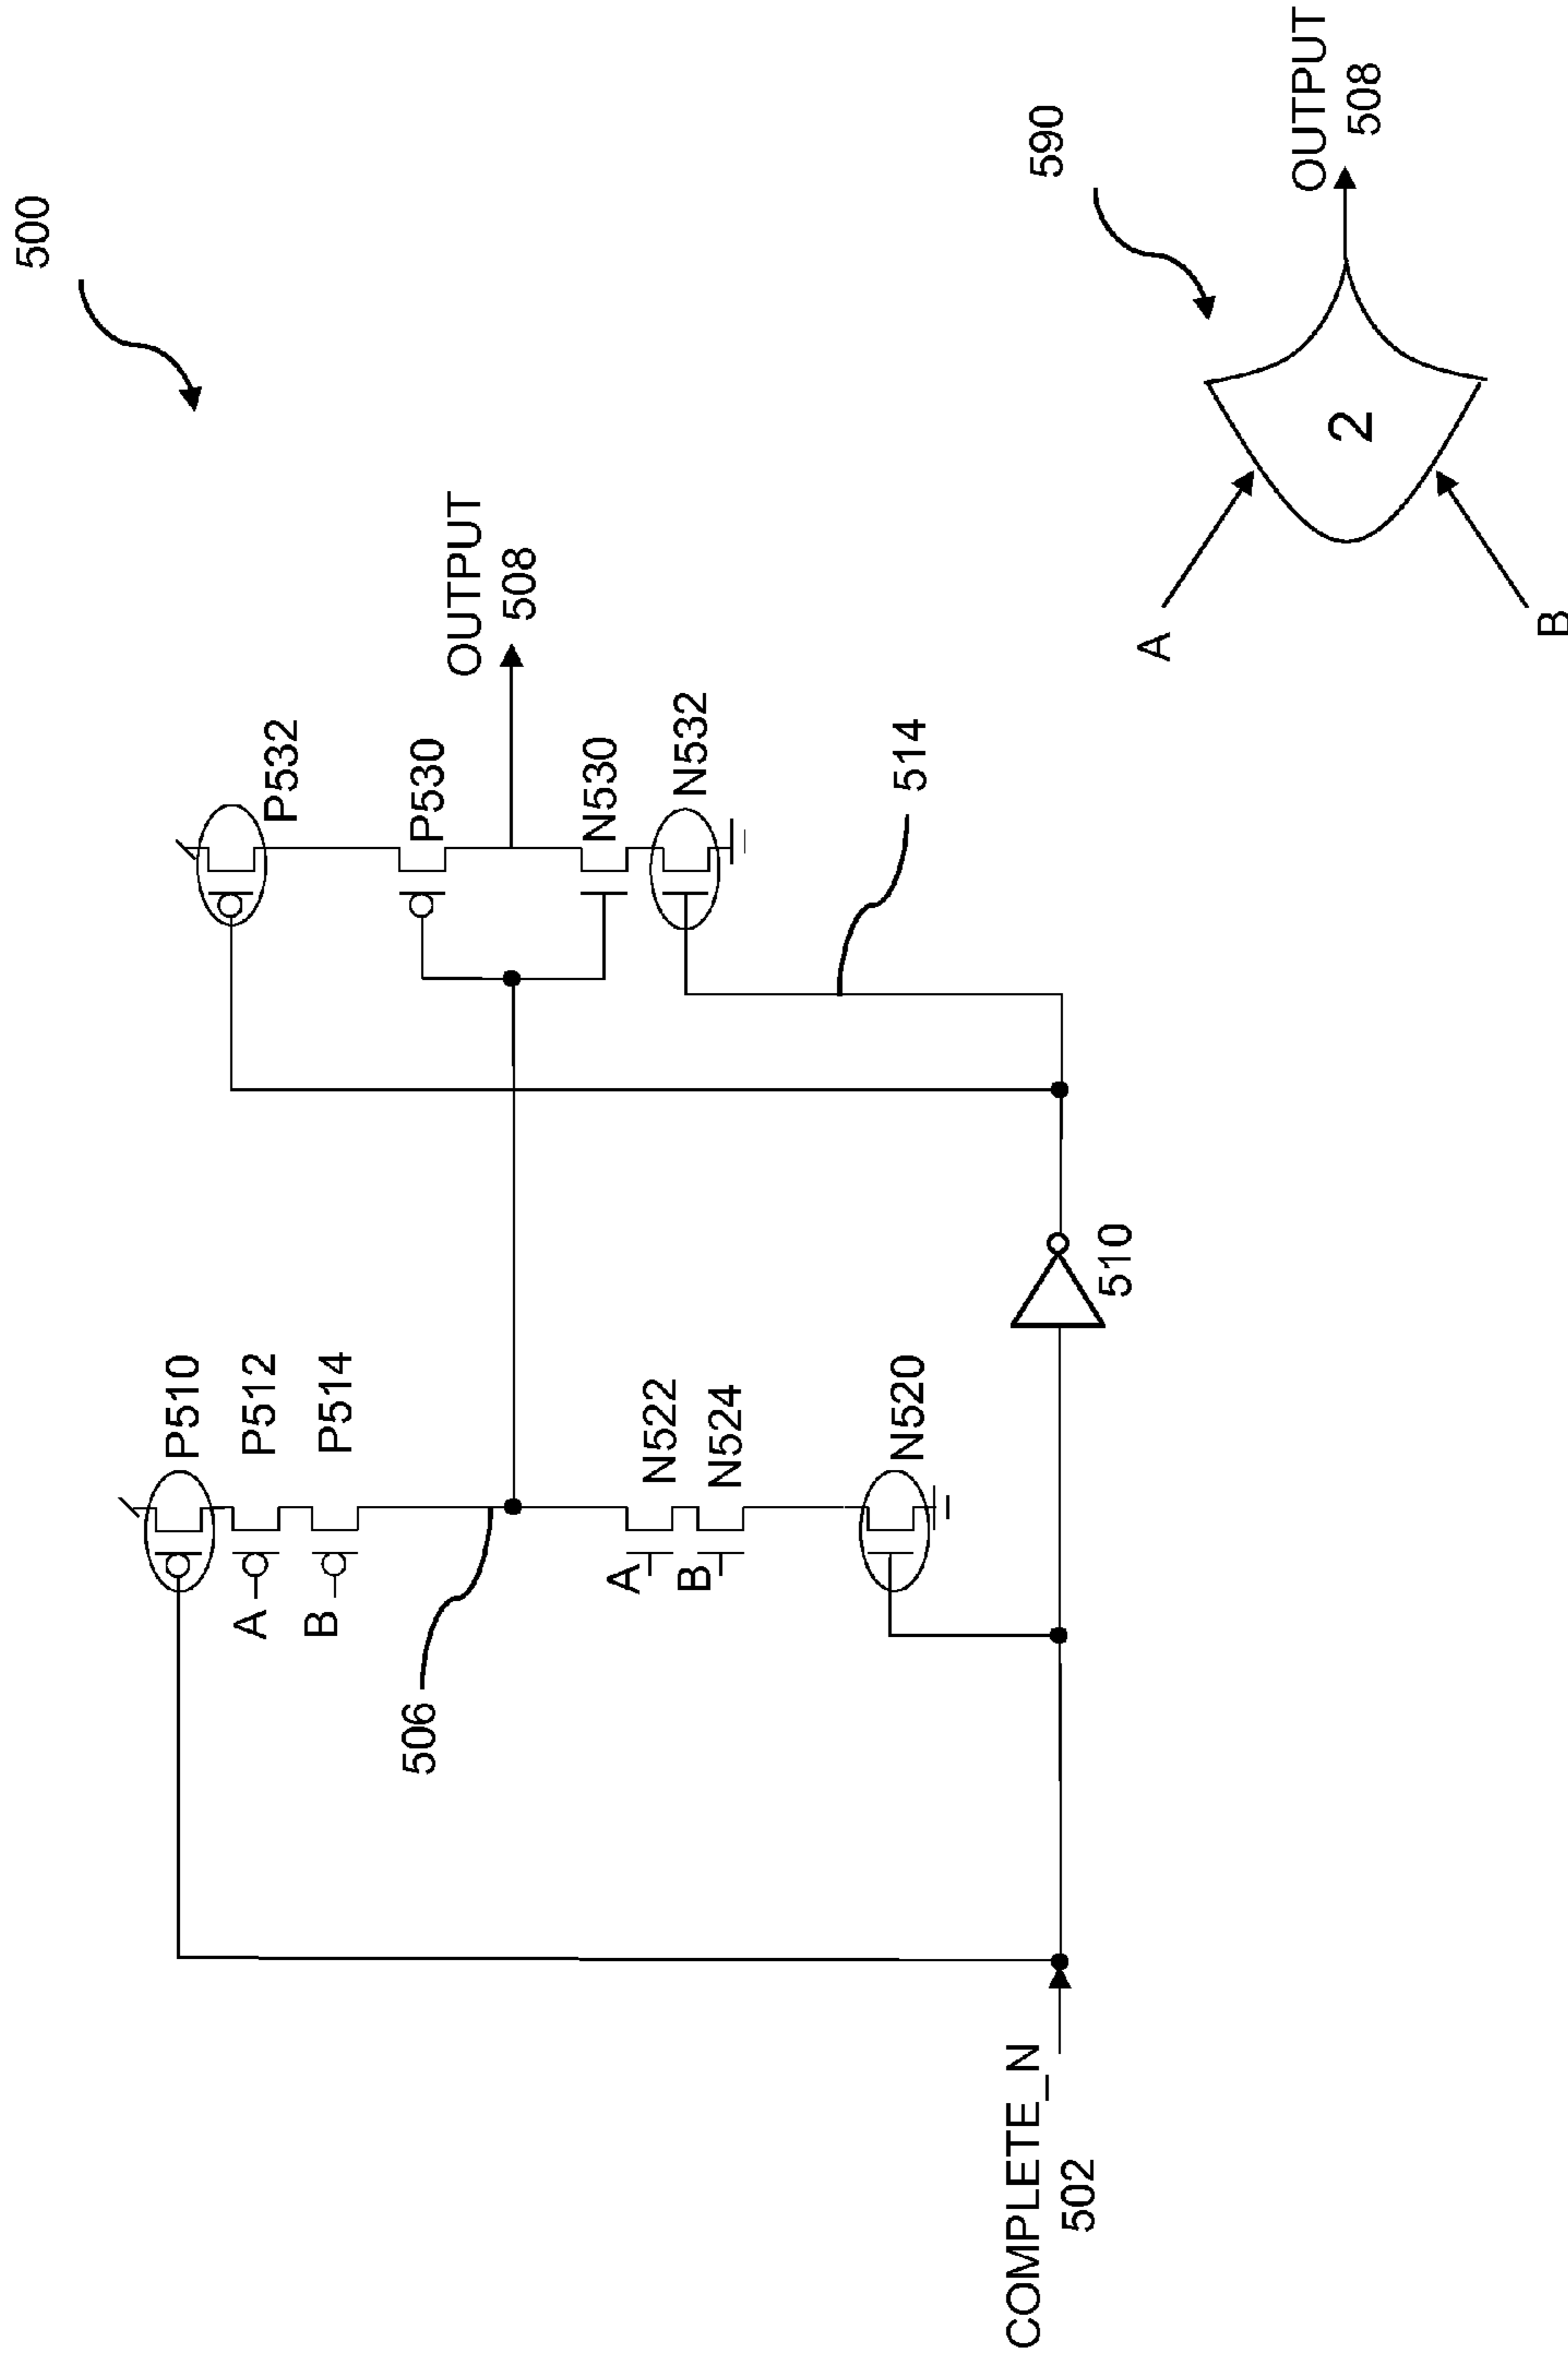 500
P510
P512
P514
A
B
506
A
B
N522
N524
N520
COMPLETE_N
502
510
P532
P530
N530
N532
514
OUTPUT
508
590
A
B
2
OUTPUT
508